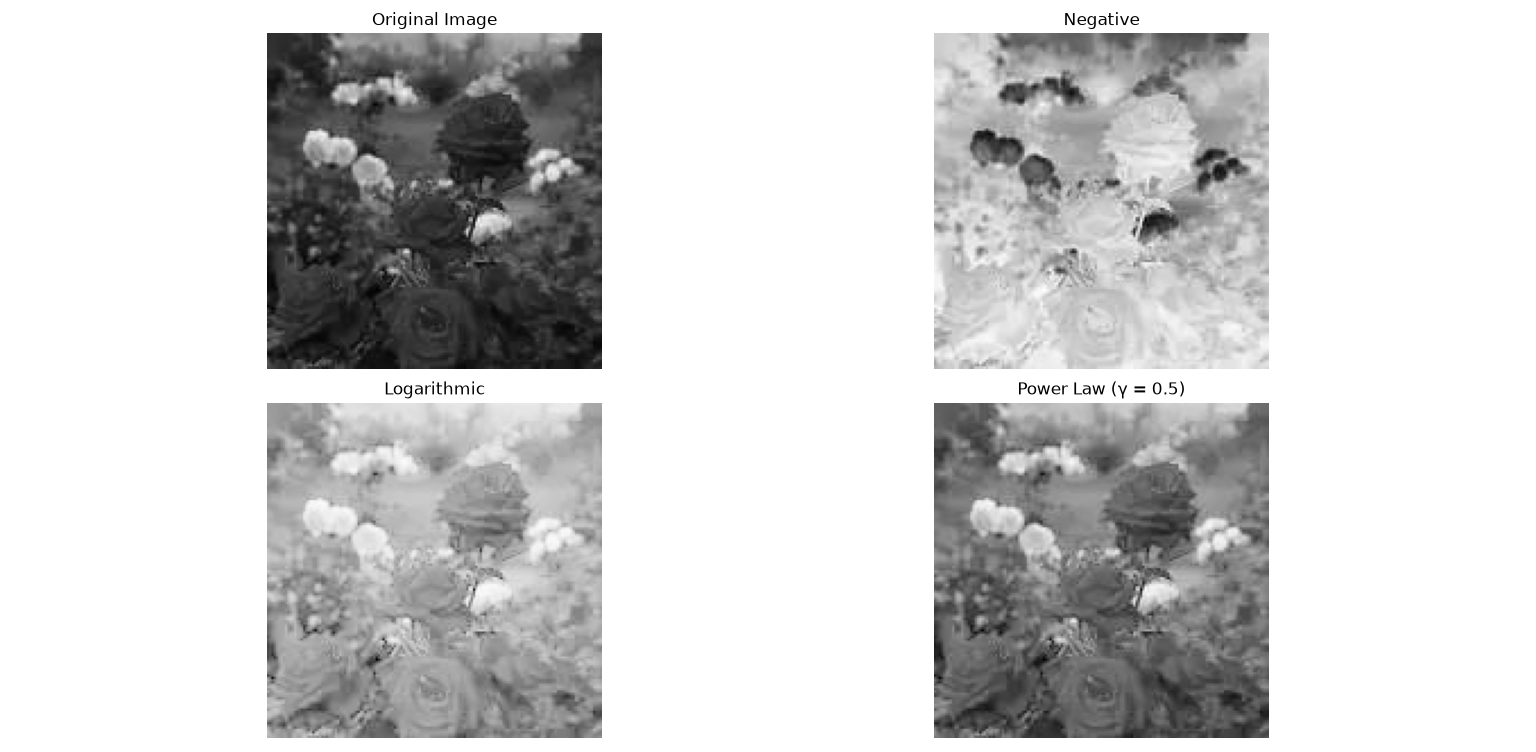 Original Image
Negative
Logarithmic
Power Law (γ = 0.5)